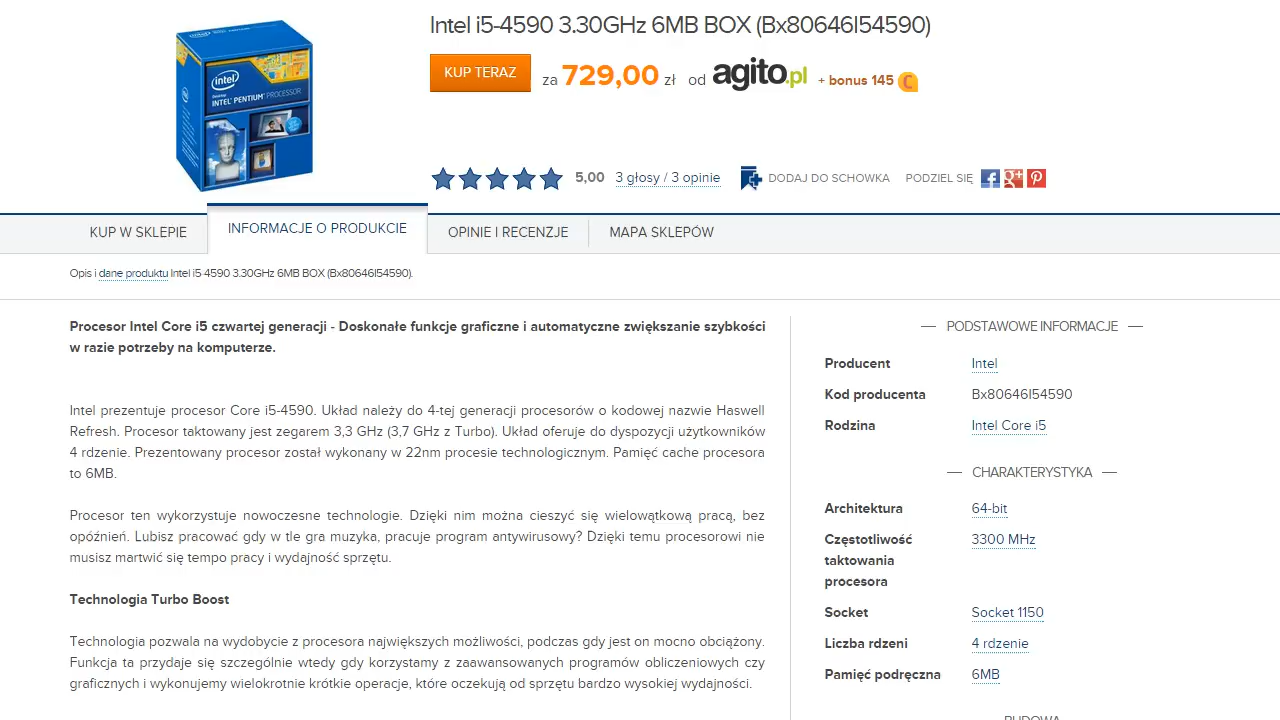 Intel i5-4590 3.30GHz 6MB BOX (Bx80646I54590)
intel
INTEL® PENTIUM® PROCESSOR
KUP TERAZ
za 729,00 zł od agito.pl + bonus 145 C
5,00 3 głosy / 3 opinie
DODAJ DO SCHOWKA
PODZIEL SIĘ
KUP W SKLEPIE
INFORMACJE O PRODUKCIE
OPINIE I RECENZJE
MAPA SKLEPÓW
Opis i dane produktu Intel i5 4590 3.30GHz 6MB BOX (Bx80646I54590).
Procesor Intel Core i5 czwartej generacji - Doskonałe funkcje graficzne i automatyczne zwiększanie szybkości
w razie potrzeby na komputerze.
Intel prezentuje procesor Core i5-4590. Układ należy do 4-tej generacji procesorów o kodowej nazwie Haswell
Refresh. Procesor taktowany jest zegarem 3,3 GHz (3,7 GHz z Turbo). Układ oferuje do dyspozycji użytkowników
4 rdzenie. Prezentowany procesor został wykonany w 22nm procesie technologicznym. Pamięć cache procesora
to 6MB.
Procesor ten wykorzystuje nowoczesne technologie. Dzięki nim można cieszyć się wielowątkową pracą, bez
opóźnień. Lubisz pracować gdy w tle gra muzyka, pracuje program antywirusowy? Dzięki temu procesorowi nie
musisz martwić się tempo pracy i wydajność sprzętu.
Technologia Turbo Boost
Technologia pozwala na wydobycie z procesora największych możliwości, podczas gdy jest on mocno obciążony.
Funkcja ta przydaje się szczególnie wtedy gdy korzystamy z zaawansowanych programów obliczeniowych czy
graficznych i wykonujemy wielokrotnie krótkie operacje, które oczekują od sprzętu bardzo wysokiej wydajności.
PODSTAWOWE INFORMACJE
Producent Intel
Kod producenta Bx80646I54590
Rodzina Intel Core i5
CHARAKTERYSTYKA
Architektura 64-bit
Częstotliwość 3300 MHz
taktowania
procesora
Socket Socket 1150
Liczba rdzeni 4 rdzenie
Pamięć podręczna 6MB
BUDOWA